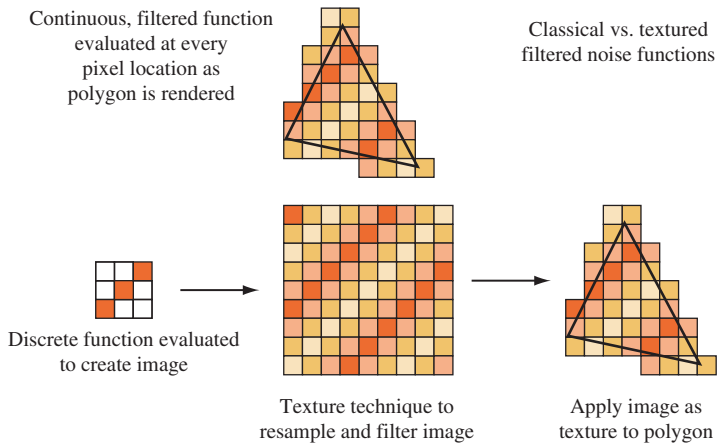 Continuous, filtered function
evaluated at every
pixel location as
polygon is rendered
Classical vs. textured
filtered noise functions
Discrete function evaluated
to create image
Texture technique to
resample and filter image
Apply image as
texture to polygon